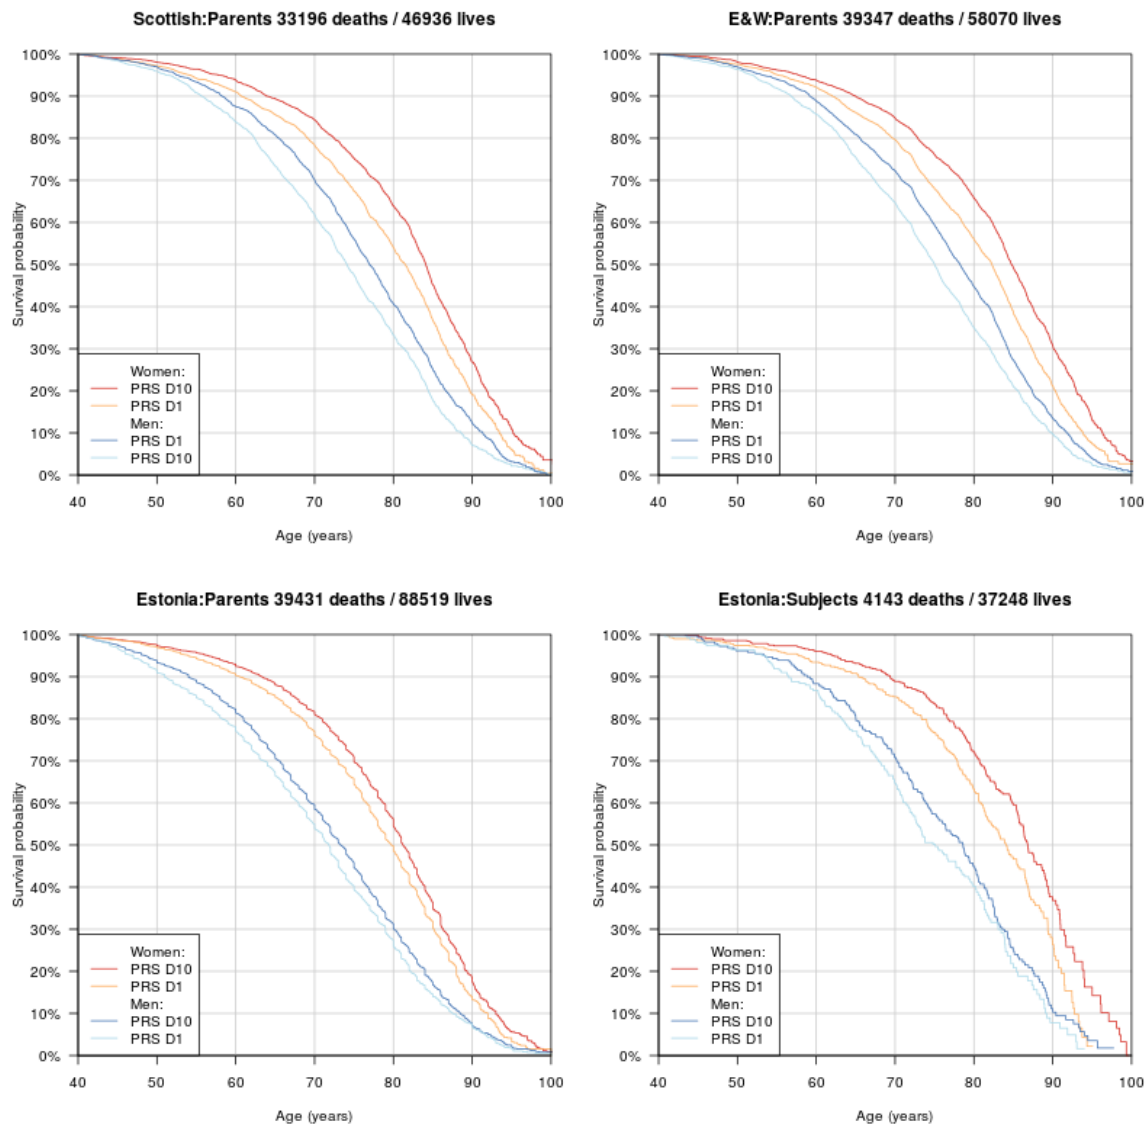 Scottish:Parents 33196 deaths / 46936 lives
100%
90%
80%
70%
60%
50%
40%
30%
20%
10%
0%
Survival probability
Women:
PRS D10
PRS D1
Men:
PRS D1
PRS D10
40 50 60 70 80 90 100
Age (years)
E&W:Parents 39347 deaths / 58070 lives
100%
90%
80%
70%
60%
50%
40%
30%
20%
10%
0%
Survival probability
Women:
PRS D10
PRS D1
Men:
PRS D1
PRS D10
40 50 60 70 80 90 100
Age (years)
Estonia:Parents 39431 deaths / 88519 lives
100%
90%
80%
70%
60%
50%
40%
30%
20%
10%
0%
Survival probability
Women:
PRS D10
PRS D1
Men:
PRS D10
PRS D1
40 50 60 70 80 90 100
Age (years)
Estonia:Subjects 4143 deaths / 37248 lives
100%
90%
80%
70%
60%
50%
40%
30%
20%
10%
0%
Survival probability
Women:
PRS D10
PRS D1
Men:
PRS D10
PRS D1
40 50 60 70 80 90 100
Age (years)